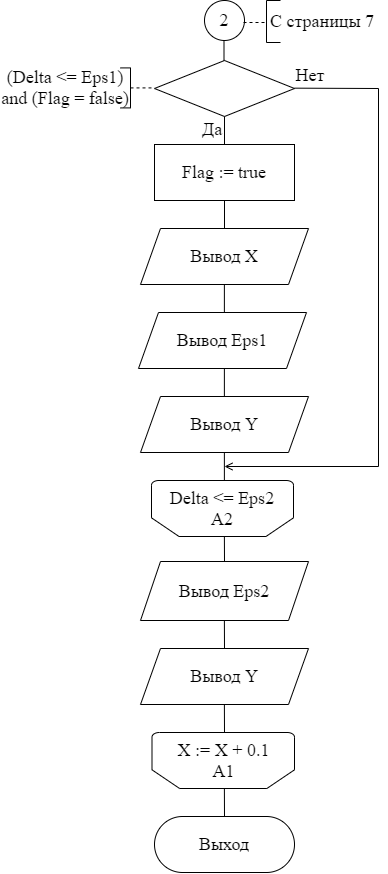 2
С страницы 7
(Delta <= Eps1)
and (Flag = false)
Нет
Да
Flag := true
Вывод X
Вывод Eps1
Вывод Y
Delta <= Eps2
A2
Вывод Eps2
Вывод Y
X := X + 0.1
A1
Выход